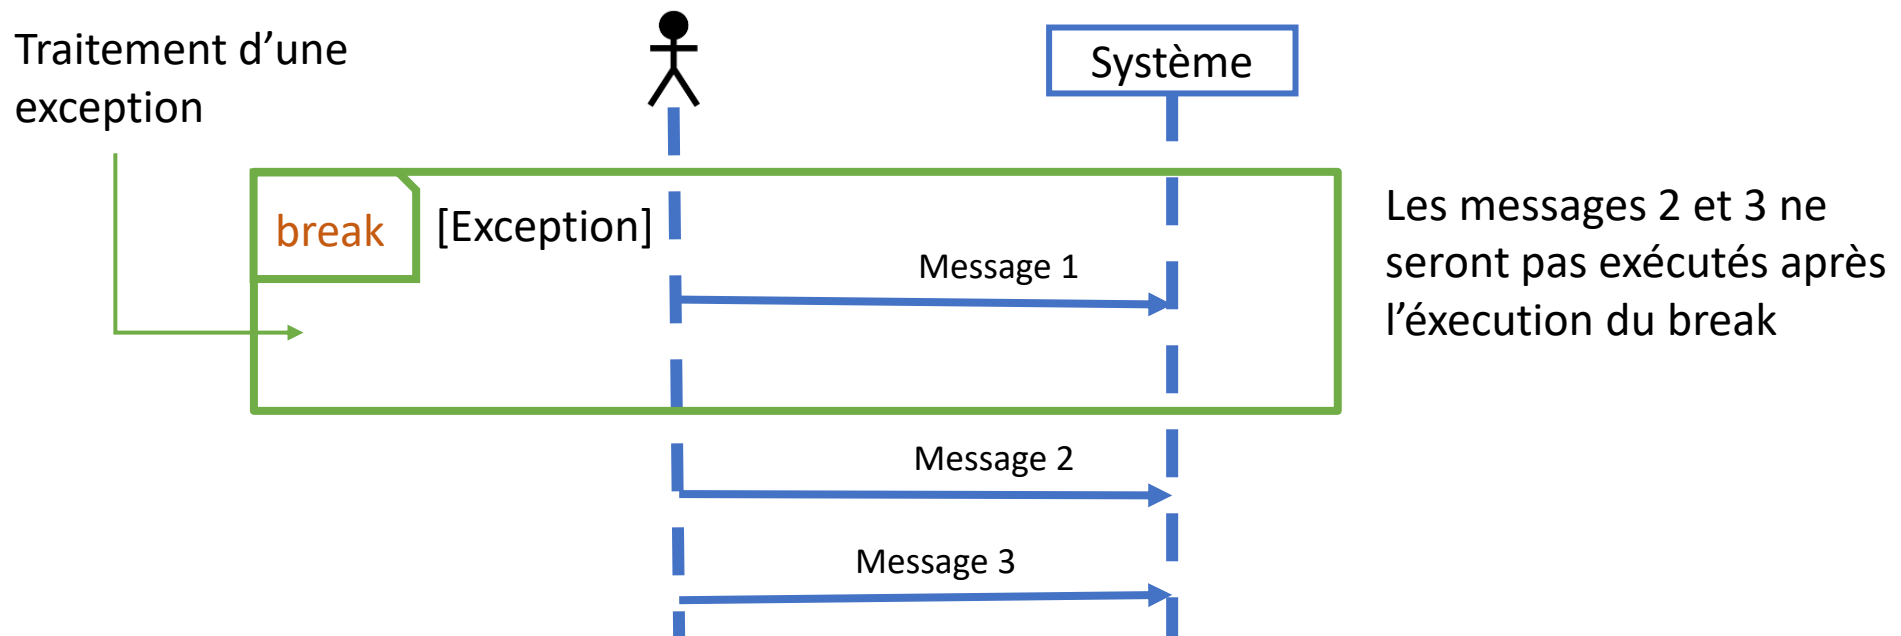 Traitement d’une
exception
Système
break
[Exception]
Message 1
Les messages 2 et 3 ne
seront pas exécutés après
l’éxecution du break
Message 2
Message 3